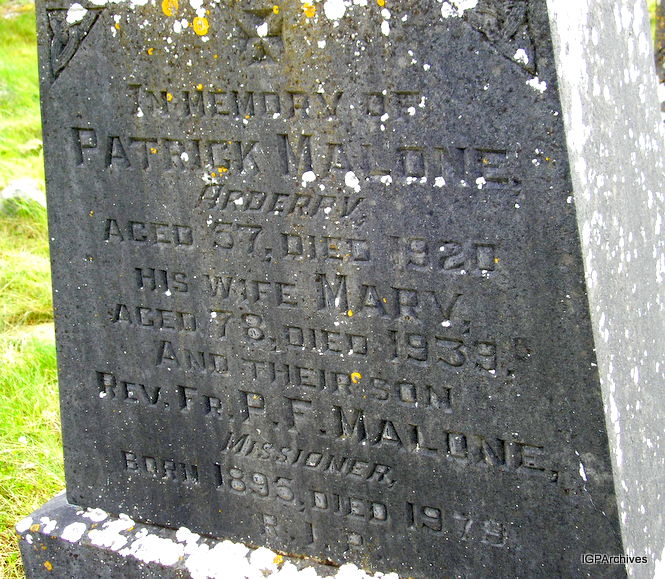 In memory of
Patrick Malone,
Arderry,
aged 57, died 1920
his wife Mary,
aged 78, died 1939,
And their son
Rev. Fr. P. F. Malone,
Missioner,
born 1895, died 1979
R.I.P.
IGPArchives